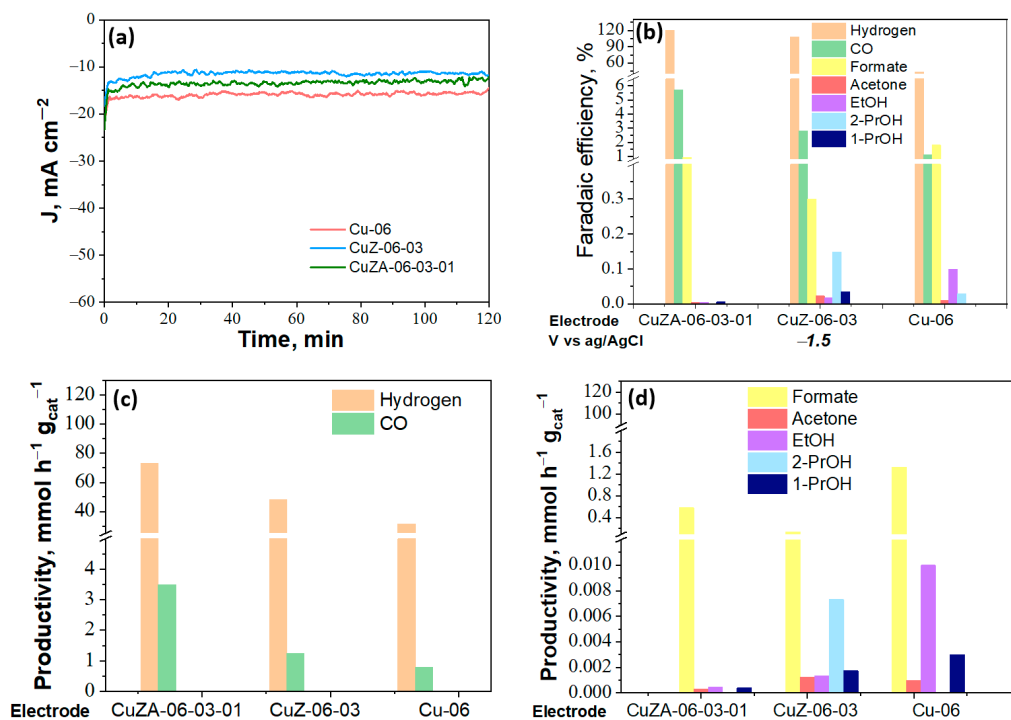 (a)
0
–10
–20
–30
–40
–50
–60
J, mA cm–2
Cu-06
CuZ-06-03
CuZA-06-03-01
0 20 40 60 80 100 120
Time, min
(b)
120
90
60
6
5
4
3
2
1
0.3
0.2
0.1
0.0
Faradaic efficiency, %
Hydrogen
CO
Formate
Acetone
EtOH
2-PrOH
1-PrOH
Electrode CuZA-06-03-01 CuZ-06-03 Cu-06
V vs ag/AgCl –1.5
(c)
120
100
80
60
40
4
3
2
1
0
Productivity, mmol h–1 gcat–1
Hydrogen
CO
Electrode CuZA-06-03-01 CuZ-06-03 Cu-06
(d)
120
100
1.6
1.2
0.8
0.4
0.010
0.008
0.006
0.004
0.002
0.000
Productivity, mmol h–1 gcat–1
Formate
Acetone
EtOH
2-PrOH
1-PrOH
Electrode CuZA-06-03-01 CuZ-06-03 Cu-06